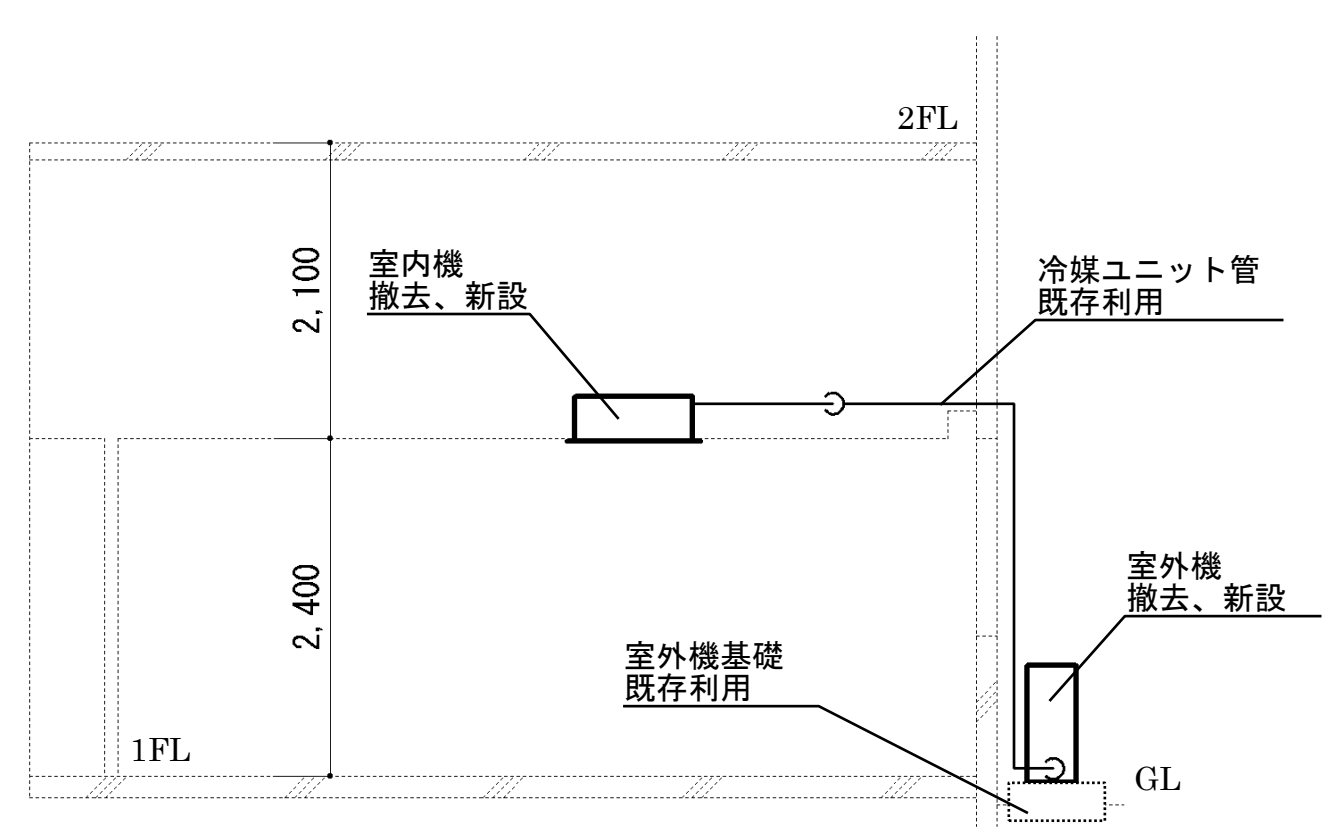 2FL
2,100
室内機
撤去、新設
冷媒ユニット管
既存利用
2,400
室外機
撤去、新設
室外機基礎
既存利用
1FL
GL